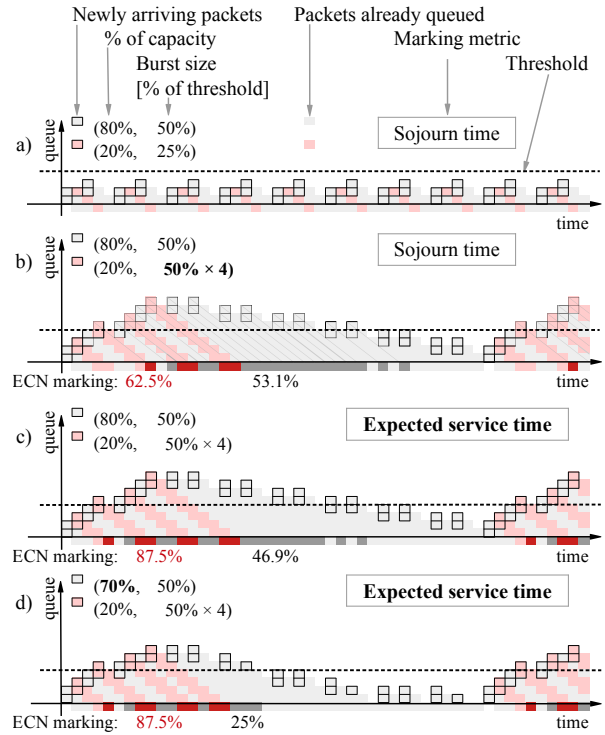 Newly arriving packets
Packets already queued
% of capacity
Marking metric
Burst size
[% of threshold]
Threshold
a)
queue
(80%, 50%)
(20%, 25%)
Sojourn time
time
b)
queue
(80%, 50%)
(20%, 50% × 4)
Sojourn time
ECN marking: 62.5% 53.1% time
c)
queue
(80%, 50%)
(20%, 50% × 4)
Expected service time
ECN marking: 87.5% 46.9% time
d)
queue
(70%, 50%)
(20%, 50% × 4)
Expected service time
ECN marking: 87.5% 25% time